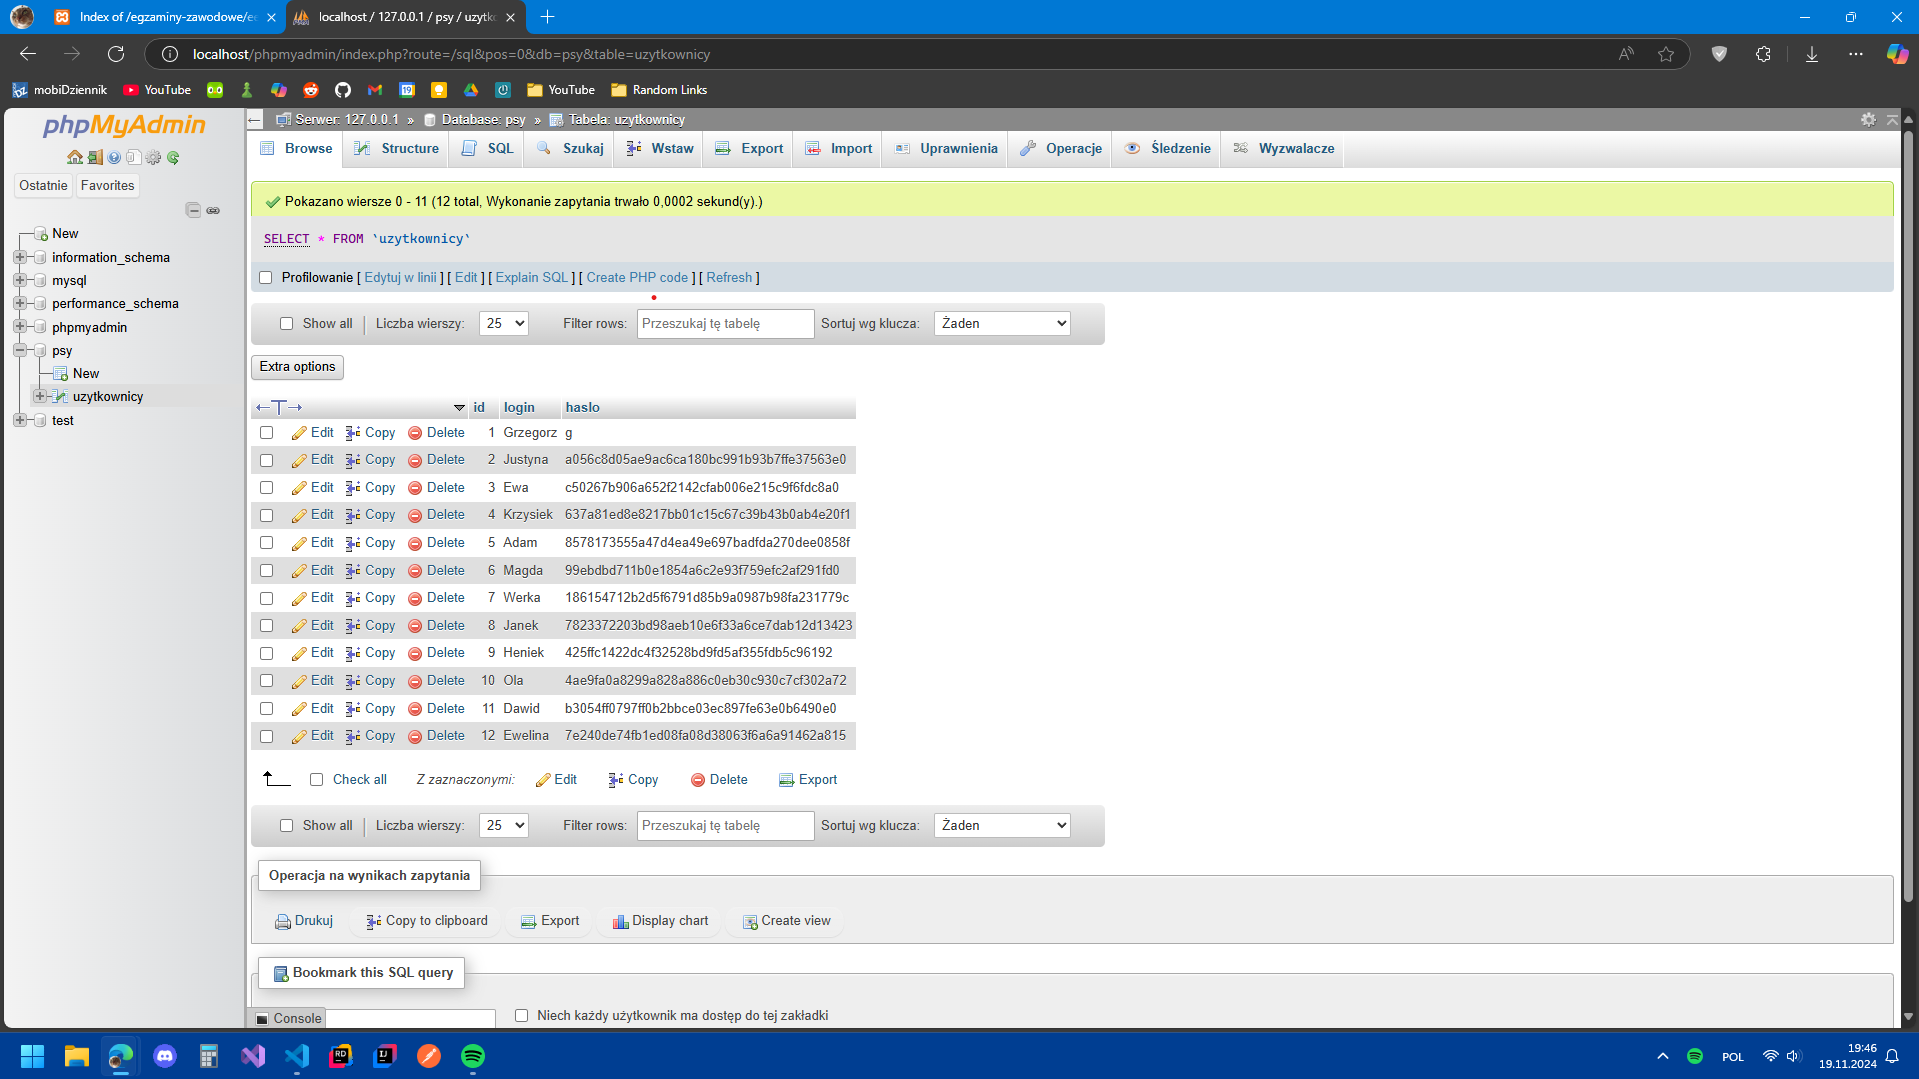 Index of /egzaminy-zawodowe/ee
localhost / 127.0.0.1 / psy / uzytko
localhost/phpmyadmin/index.php?route=/sql&pos=0&db=psy&table=uzytkownicy
mobiDziennik
YouTube
YouTube
Random Links
phpMyAdmin
Ostatnie
Favorites
New
information_schema
mysql
performance_schema
phpmyadmin
psy
New
uzytkownicy
test
Serwer: 127.0.0.1 » Database: psy » Tabela: uzytkownicy
Browse Structure SQL Szukaj Wstaw Export Import Uprawnienia Operacje Śledzenie Wyzwalacze
Pokazano wiersze 0 - 11 (12 total, Wykonanie zapytania trwało 0,0002 sekund(y).)
SELECT * FROM `uzytkownicy`
Profilowanie [ Edytuj w linii ] [ Edit ] [ Explain SQL ] [ Create PHP code ] [ Refresh ]
Show all | Liczba wierszy: 25 Filter rows: Przeszukaj tę tabelę Sortuj wg klucza: Żaden
Extra options
←T→ id login haslo
Edit Copy Delete 1 Grzegorz g
Edit Copy Delete 2 Justyna a056c8d05ae9ac6ca180bc991b93b7ffe37563e0
Edit Copy Delete 3 Ewa c50267b906a652f2142cfab006e215c9f6fdc8a0
Edit Copy Delete 4 Krzysiek 637a81ed8e8217bb01c15c67c39b43b0ab4e20f1
Edit Copy Delete 5 Adam 8578173555a47d4ea49e697badfda270dee0858f
Edit Copy Delete 6 Magda 99ebdbd711b0e1854a6c2e93f759efc2af291fd0
Edit Copy Delete 7 Werka 186154712b2d5f6791d85b9a0987b98fa231779c
Edit Copy Delete 8 Janek 7823372203bd98aeb10e6f33a6ce7dab12d13423
Edit Copy Delete 9 Heniek 425ffc1422dc4f32528bd9fd5af355fdb5c96192
Edit Copy Delete 10 Ola 4ae9fa0a8299a828a886c0eb30c930c7cf302a72
Edit Copy Delete 11 Dawid b3054ff0797ff0b2bbce03ec897fe63e0b6490e0
Edit Copy Delete 12 Ewelina 7e240de74fb1ed08fa08d38063f6a6a91462a815
Check all Z zaznaczonymi: Edit Copy Delete Export
Show all | Liczba wierszy: 25 Filter rows: Przeszukaj tę tabelę Sortuj wg klucza: Żaden
Operacja na wynikach zapytania
Drukuj Copy to clipboard Export Display chart Create view
Bookmark this SQL query
Console
Niech każdy użytkownik ma dostęp do tej zakładki
POL
19:46
19.11.2024